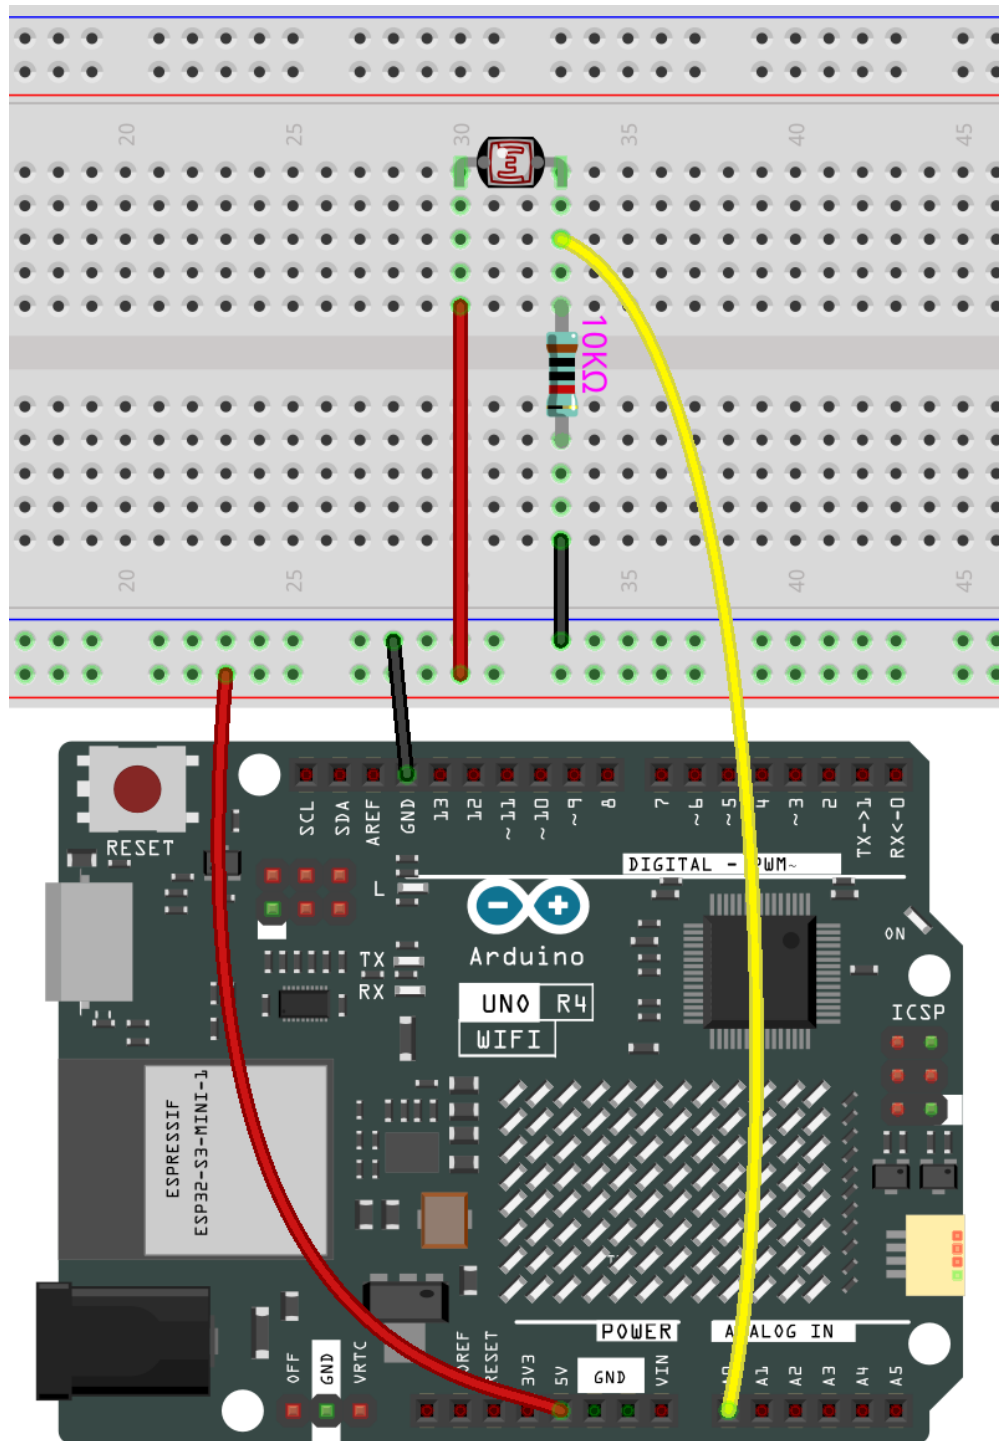 20 25 30 35 40 45
10KΩ
20 25 35 40 45
RESET
SCL
SDA
AREF
GND
13
12
~11
~10
~9
8
7
~6
~5
4
~3
2
TX->1
RX<-0
DIGITAL - PWM~
L
TX
RX
Arduino
ON
UNO R4
WIFI
ICSP
ESPRESSIF
ESP32-S3-MINI-1
POWER
ANALOG IN
OFF
GND
VRTC
3V3
5V
GND
VIN
A0
A1
A2
A3
A4
A5